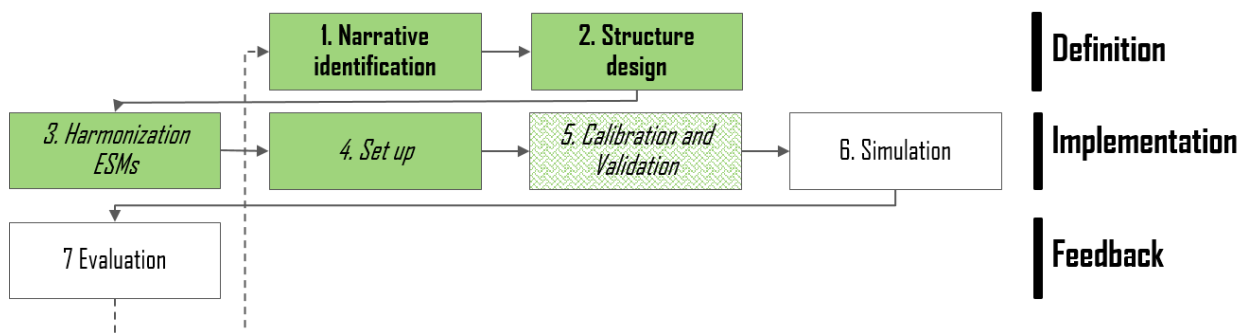 1. Narrative
identification
2. Structure
design
Definition
3. Harmonization
ESMs
4. Set up
5. Calibration and
Validation
6. Simulation
Implementation
7 Evaluation
Feedback